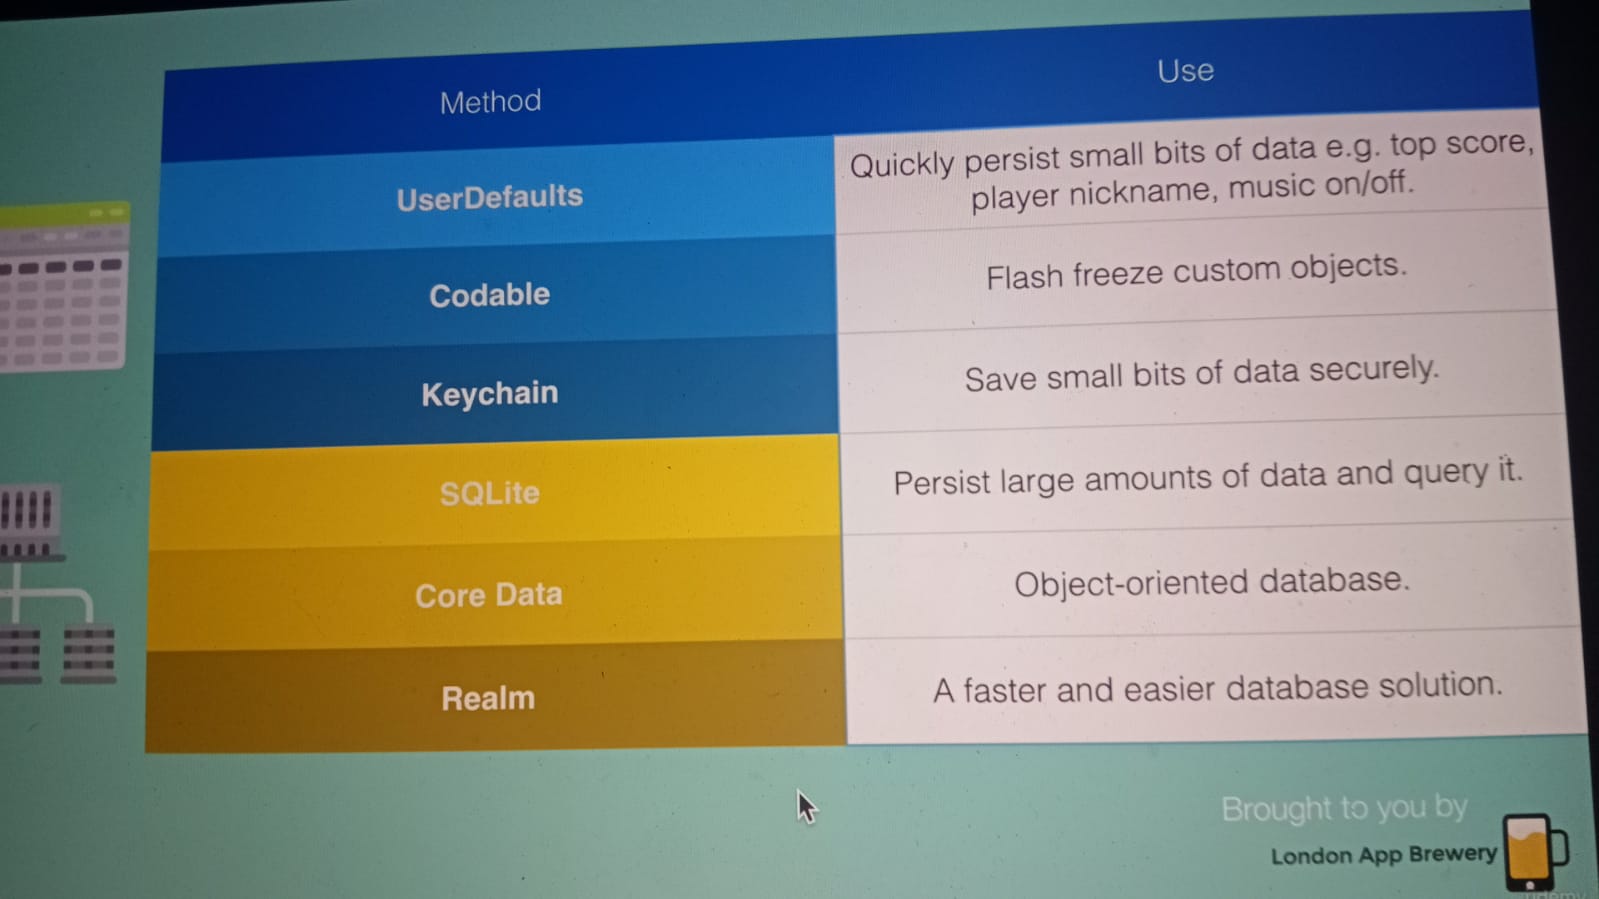 Method
Use
UserDefaults
Quickly persist small bits of data e.g. top score,
player nickname, music on/off.
Codable
Flash freeze custom objects.
Keychain
Save small bits of data securely.
SQLite
Persist large amounts of data and query it.
Core Data
Object-oriented database.
Realm
A faster and easier database solution.
Brought to you by
London App Brewery
udemy